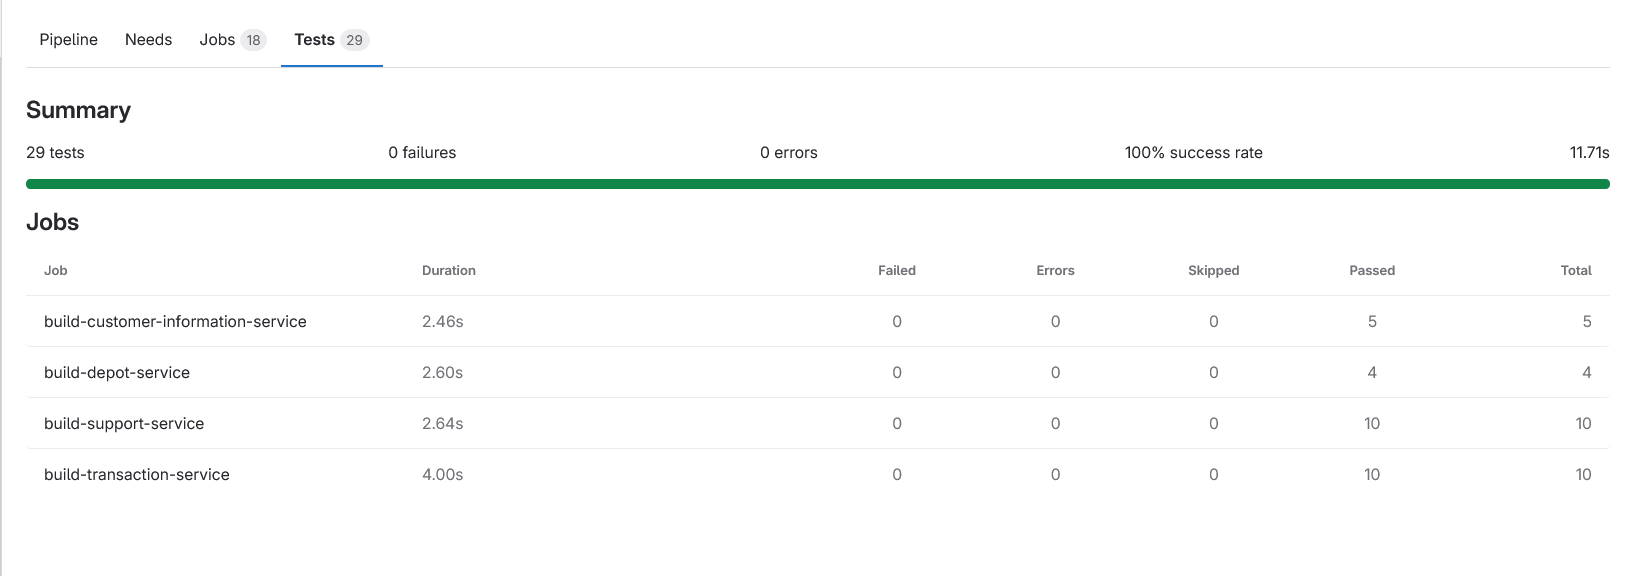 Pipeline Needs Jobs 18 Tests 29
Summary
29 tests 0 failures 0 errors 100% success rate 11.71s
Jobs
Job Duration Failed Errors Skipped Passed Total
build-customer-information-service 2.46s 0 0 0 5 5
build-depot-service 2.60s 0 0 0 4 4
build-support-service 2.64s 0 0 0 10 10
build-transaction-service 4.00s 0 0 0 10 10